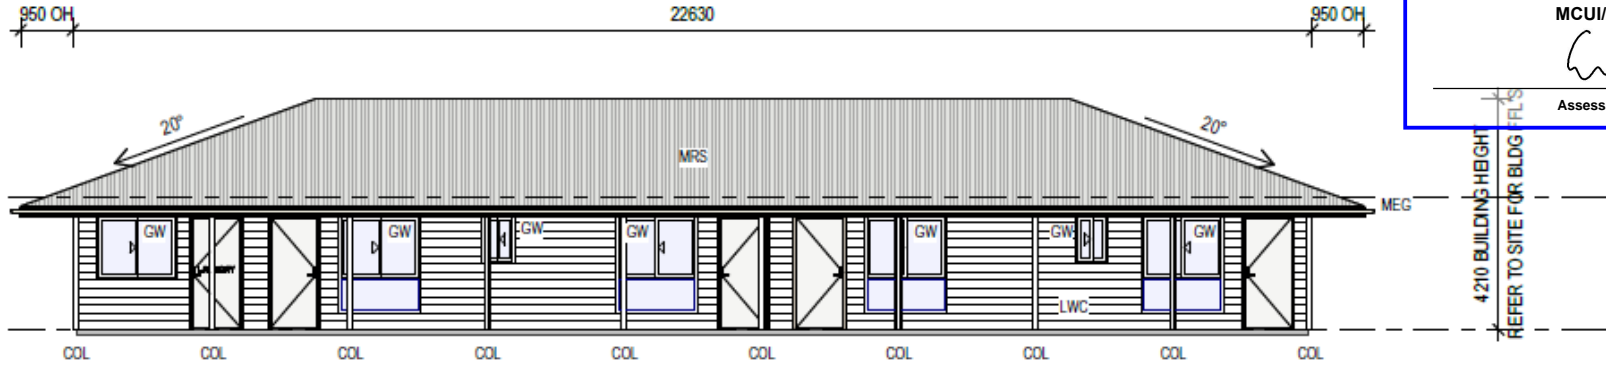 950 OH 22630 950 OH
MCUI/
Assess
20°
20°
MRS
MEG
4210 BUILDING HEIGHT
REFER TO SITE FOR BLDG FFL'S
GW GW GW GW GW GW GW
LAUNDRY
LWC
COL COL COL COL COL COL COL COL COL COL